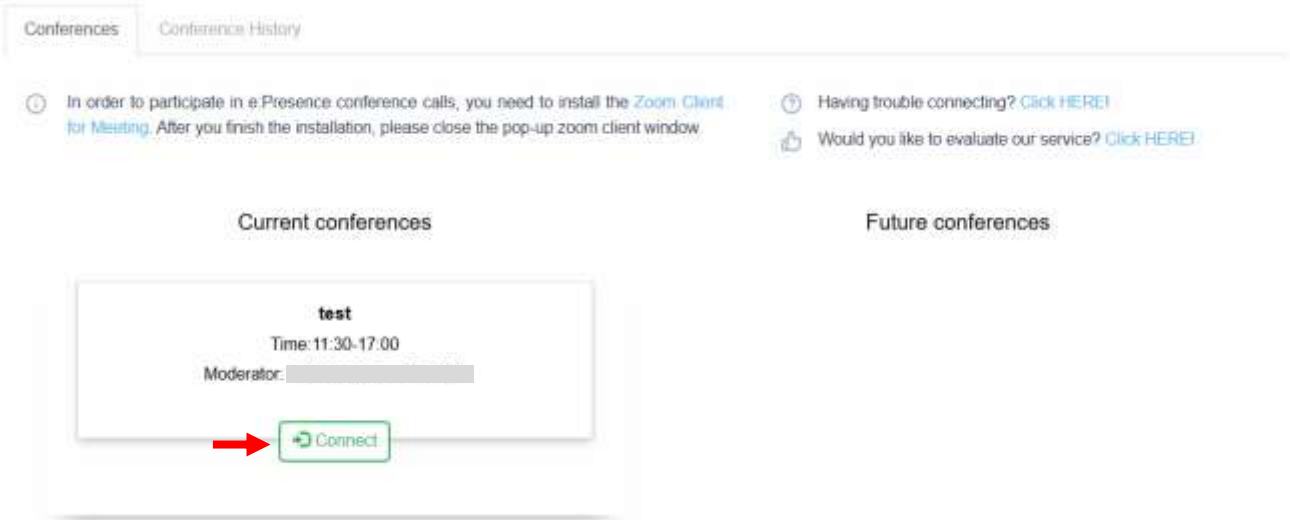 Conferences
Conference History
In order to participate in e:Presence conference calls, you need to install the Zoom Client
for Meeting. After you finish the installation, please close the pop-up zoom client window
Having trouble connecting? Click HERE!
Would you like to evaluate our service? Click HERE!
Current conferences
Future conferences
test
Time:11:30-17:00
Moderator:
Connect